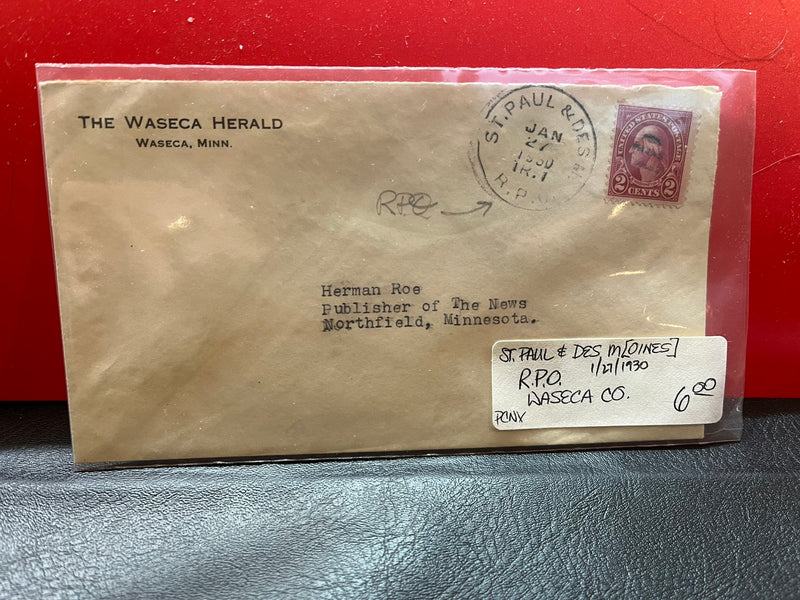 THE WASECA HERALD
WASECA, MINN.
ST. PAUL & DES M
JAN
27
1930
TR.1
R.P.O.
UNITED STATES POSTAGE
2 CENTS 2
RPO
Herman Roe
Publisher of The News
Northfield, Minnesota.
ST. PAUL & DES M[OINES]
1/27/1930
R.P.O.
WASECA CO.
6.00
PCNX